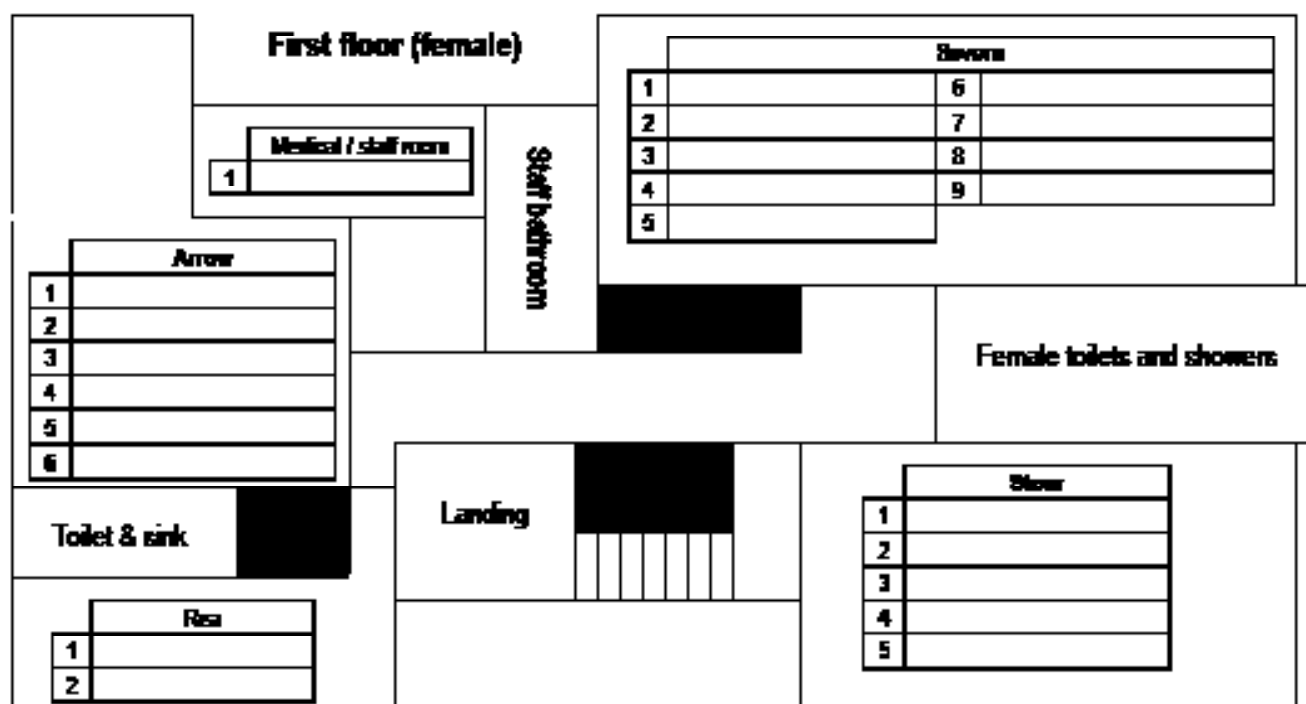 First floor (female)
Severn
1 6
2 7
3 8
4 9
5
Medical / staff room
1
Staff bathroom
Arrow
1
2
3
4
5
6
Female toilets and showers
Toilet & sink
Landing
Stour
1
2
3
4
5
Rea
1
2